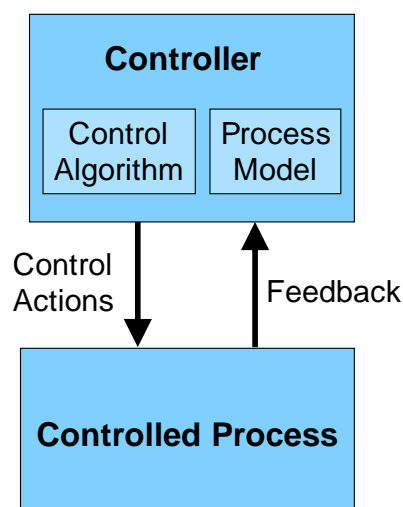 Controller
Control
Algorithm
Process
Model
Control
Actions
Feedback
Controlled Process